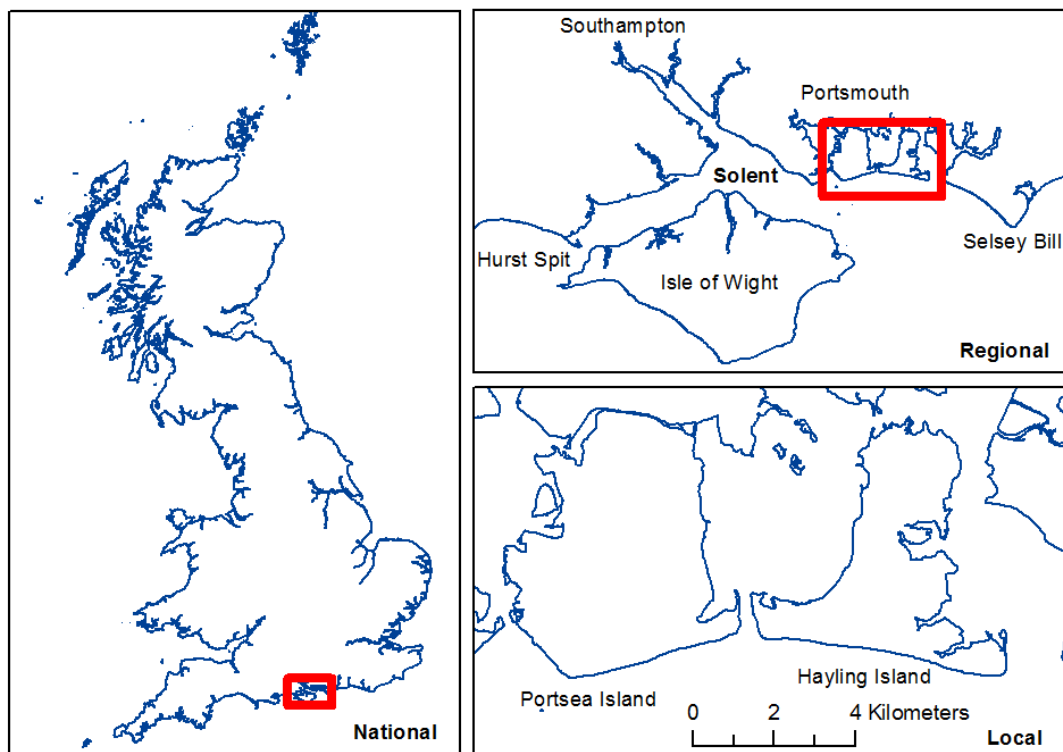 National
Southampton
Portsmouth
Solent
Selsey Bill
Hurst Spit
Isle of Wight
Regional
Hayling Island
Portsea Island
0 2 4 Kilometers
Local